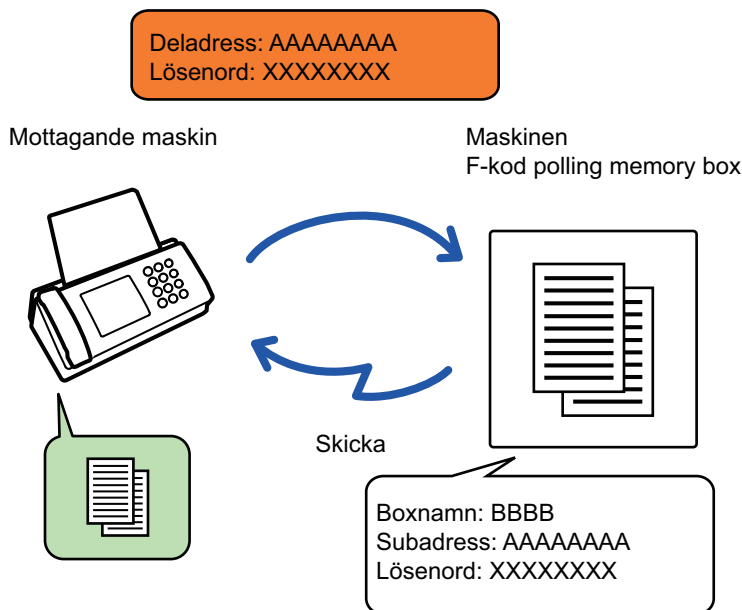 Deladress: AAAAAAAA
Lösenord: XXXXXXXX
Mottagande maskin
Maskinen
F-kod polling memory box
Skicka
Boxnamn: BBBB
Subadress: AAAAAAAA
Lösenord: XXXXXXXX